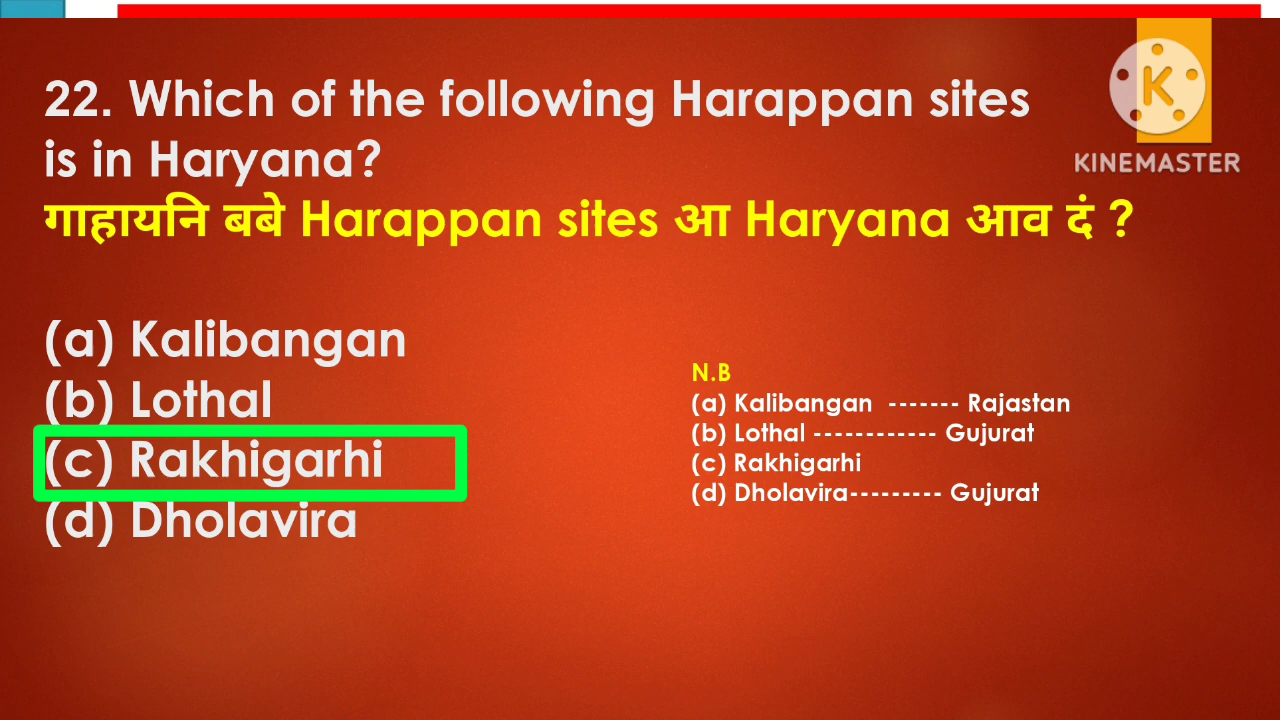 22. Which of the following Harappan sites
is in Haryana?
गाहायनि बबे Harappan sites आ Haryana आव दं ?
(a) Kalibangan
(b) Lothal
(c) Rakhigarhi
(d) Dholavira
N.B
(a) Kalibangan ------- Rajastan
(b) Lothal ------------ Gujurat
(c) Rakhigarhi
(d) Dholavira--------- Gujurat
K
KINEMASTER